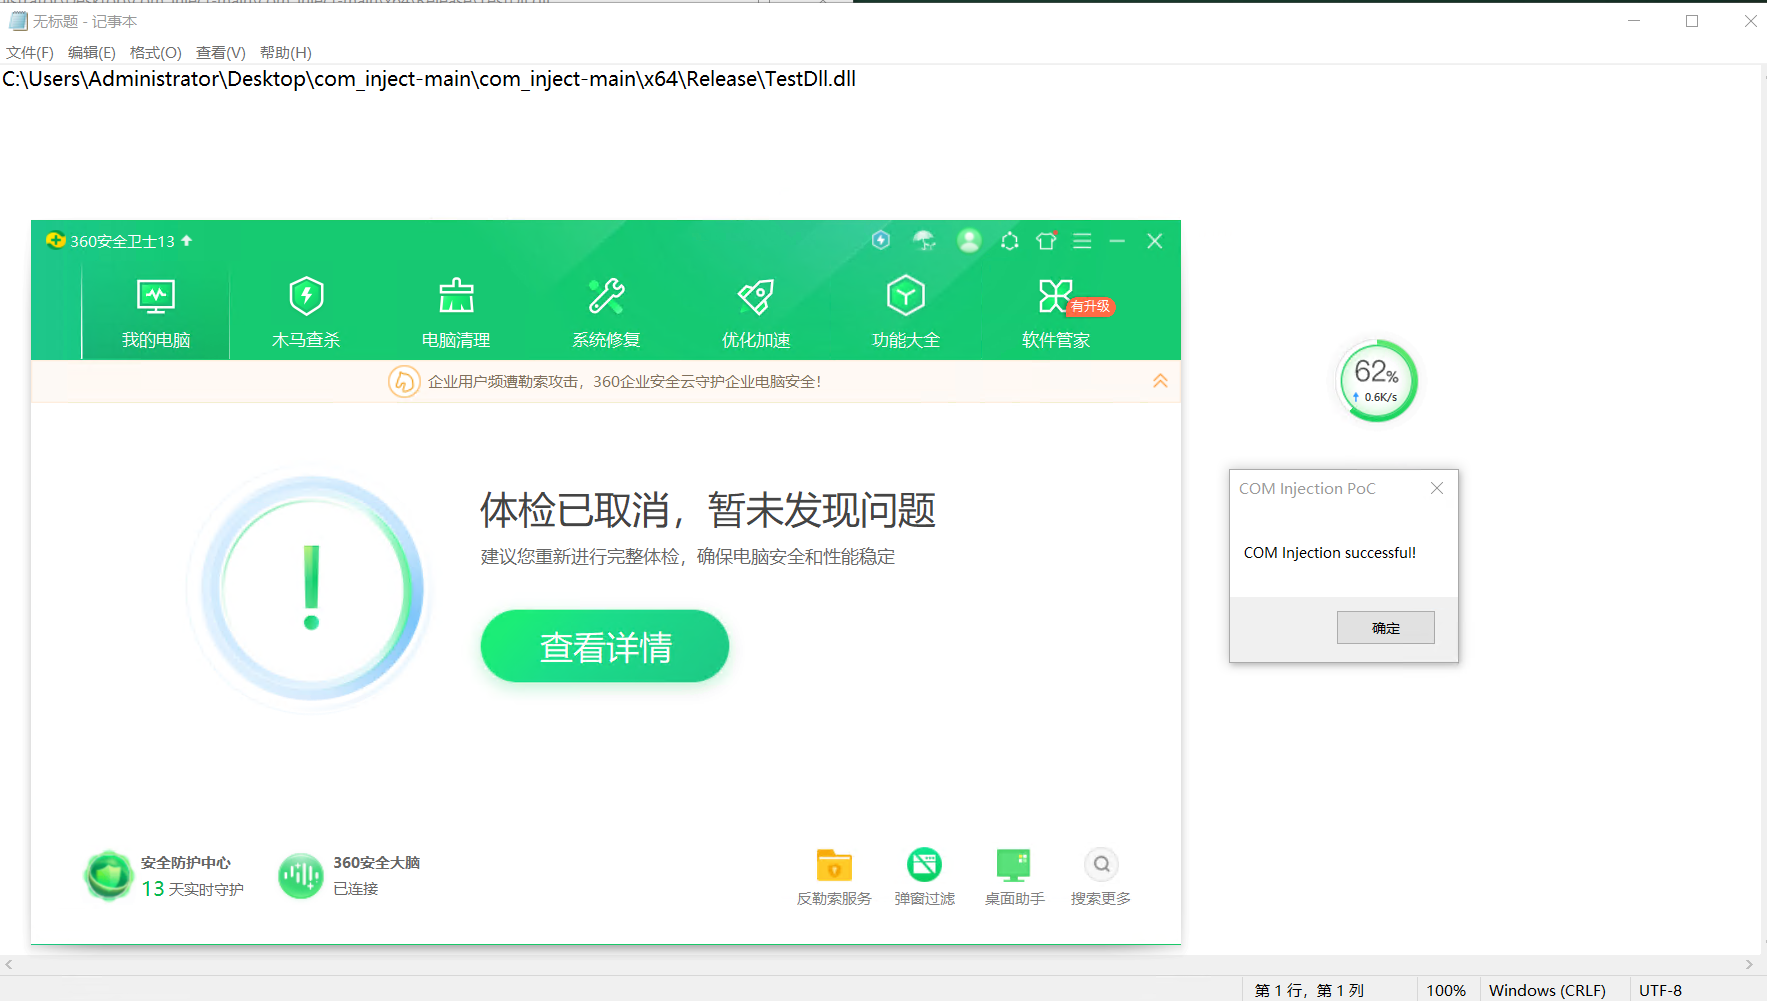 无标题 - 记事本
文件(F) 编辑(E) 格式(O) 查看(V) 帮助(H)
C:\Users\Administrator\Desktop\com_inject-main\com_inject-main\x64\Release\TestDll.dll
360安全卫士13
我的电脑
木马查杀
电脑清理
系统修复
优化加速
功能大全
软件管家
有升级
企业用户频遭勒索攻击，360企业安全云守护企业电脑安全！
体检已取消，暂未发现问题
建议您重新进行完整体检，确保电脑安全和性能稳定
查看详情
安全防护中心
13 天实时守护
360安全大脑
已连接
反勒索服务
弹窗过滤
桌面助手
搜索更多
62%
0.6K/s
COM Injection PoC
COM Injection successful!
确定
第 1 行，第 1 列
100%
Windows (CRLF)
UTF-8